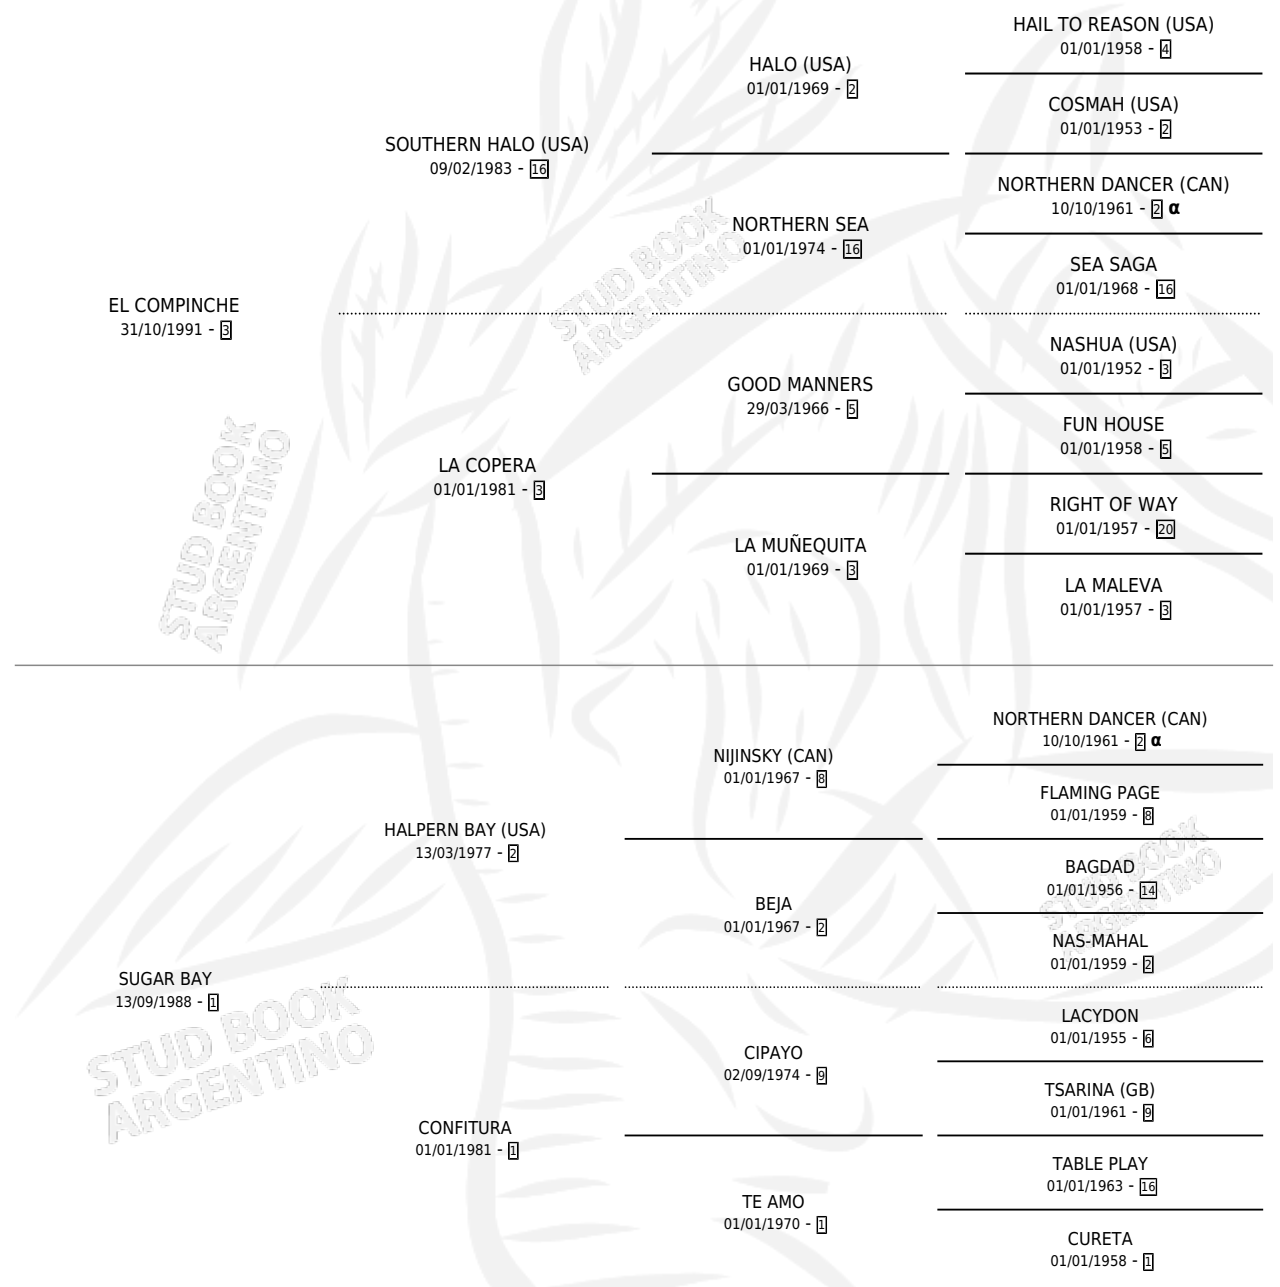 HAIL TO REASON (USA)
01/01/1958 - 4
HALO (USA)
01/01/1969 - 2
COSMAH (USA)
01/01/1953 - 2
SOUTHERN HALO (USA)
09/02/1983 - 16
NORTHERN DANCER (CAN)
10/10/1961 - 2 α
NORTHERN SEA
01/01/1974 - 16
SEA SAGA
01/01/1968 - 16
EL COMPINCHE
31/10/1991 - 3
NASHUA (USA)
01/01/1952 - 3
GOOD MANNERS
29/03/1966 - 5
FUN HOUSE
01/01/1958 - 5
LA COPERA
01/01/1981 - 3
RIGHT OF WAY
01/01/1957 - 20
LA MUÑEQUITA
01/01/1969 - 3
LA MALEVA
01/01/1957 - 3
NORTHERN DANCER (CAN)
10/10/1961 - 2 α
NIJINSKY (CAN)
01/01/1967 - 8
FLAMING PAGE
01/01/1959 - 8
HALPERN BAY (USA)
13/03/1977 - 2
BAGDAD
01/01/1956 - 14
BEJA
01/01/1967 - 2
NAS-MAHAL
01/01/1959 - 2
SUGAR BAY
13/09/1988 - 1
LACYDON
01/01/1955 - 6
CIPAYO
02/09/1974 - 9
TSARINA (GB)
01/01/1961 - 9
CONFITURA
01/01/1981 - 1
TABLE PLAY
01/01/1963 - 16
TE AMO
01/01/1970 - 1
CURETA
01/01/1958 - 1
STUD BOOK
ARGENTINO
STUD BOOK
ARGENTINO
STUD BOOK
ARGENTINO
STUD BOOK
ARGENTINO